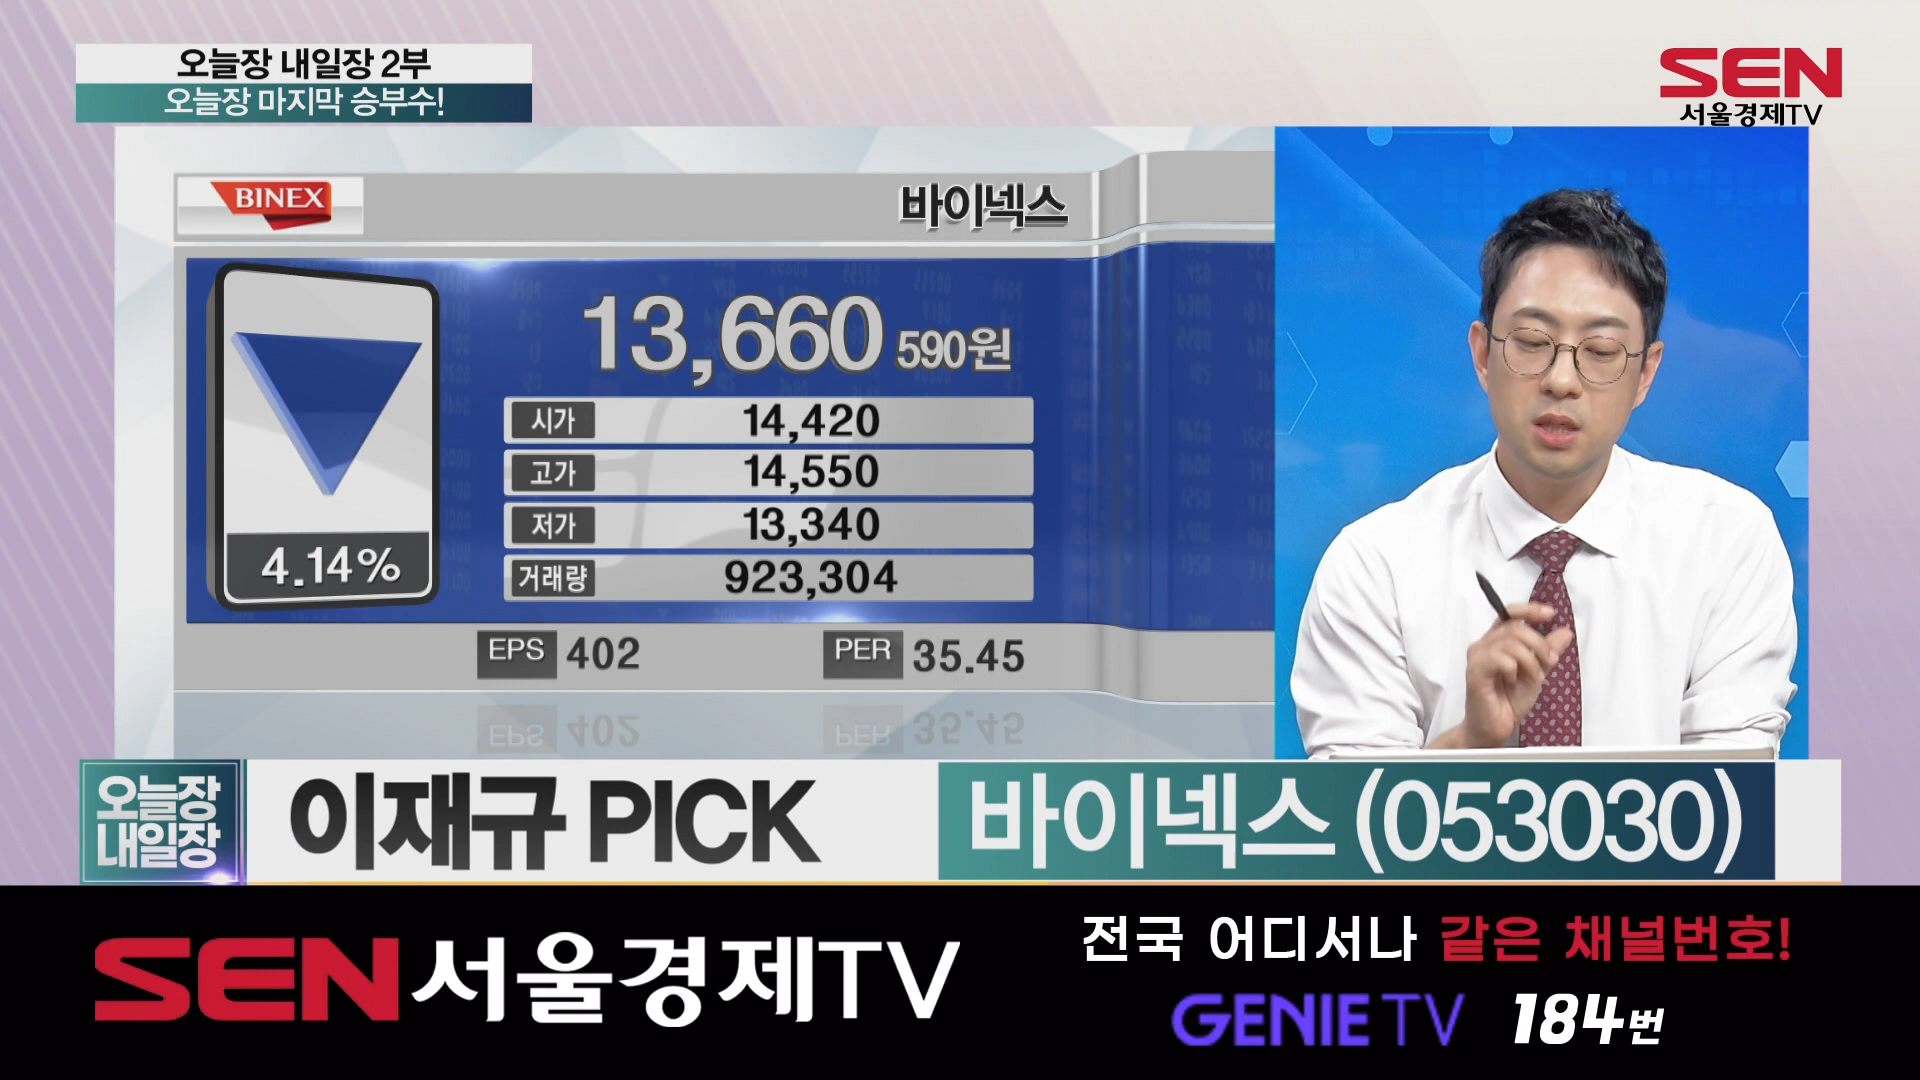 오늘장 내일장 2부
오늘장 마지막 승부수!
SEN
서울경제TV
BINEX
바이넥스
13,660 590원
4.14%
시가 14,420
고가 14,550
저가 13,340
거래량 923,304
EPS 402 PER 35.45
오늘장
내일장
이재규 PICK 바이넥스 (053030)
SEN 서울경제TV
전국 어디서나 같은 채널번호!
GENIE TV 184번